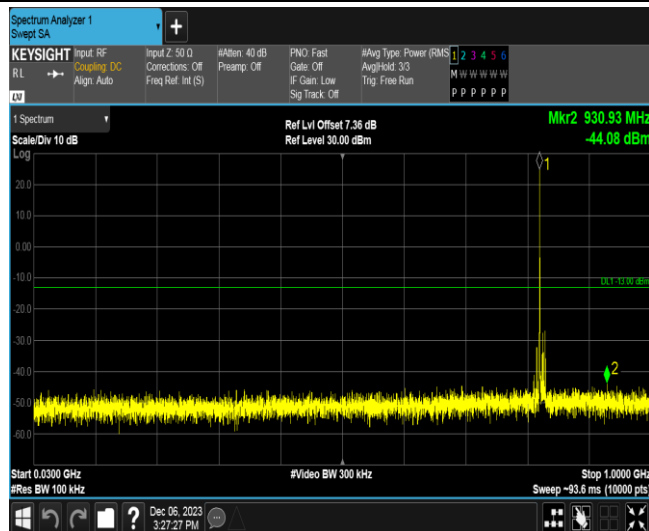 Spectrum Analyzer 1
Swept SA
+
KEYSIGHT
RL
Input: RF
Coupling: DC
Align: Auto
Input Z: 50 Ω
Corrections: Off
Freq Ref: Int (S)
#Atten: 40 dB
Preamp: Off
PNO: Fast
Gate: Off
IF Gain: Low
Sig Track: Off
#Avg Type: Power (RMS
Avg|Hold: 3/3
Trig: Free Run
1 2 3 4 5 6
M W W W W W
P P P P P P
1 Spectrum
Scale/Div 10 dB
Log
Ref Lvl Offset 7.36 dB
Ref Level 30.00 dBm
Mkr2 930.93 MHz
-44.08 dBm
1
20.0
10.0
0.00
-10.0
DL1 -13.00 dBm
-20.0
-30.0
-40.0
2
-50.0
-60.0
Start 0.0300 GHz
#Res BW 100 kHz
#Video BW 300 kHz
Stop 1.0000 GHz
Sweep ~93.6 ms (10000 pts)
?
Dec 06, 2023
3:27:27 PM